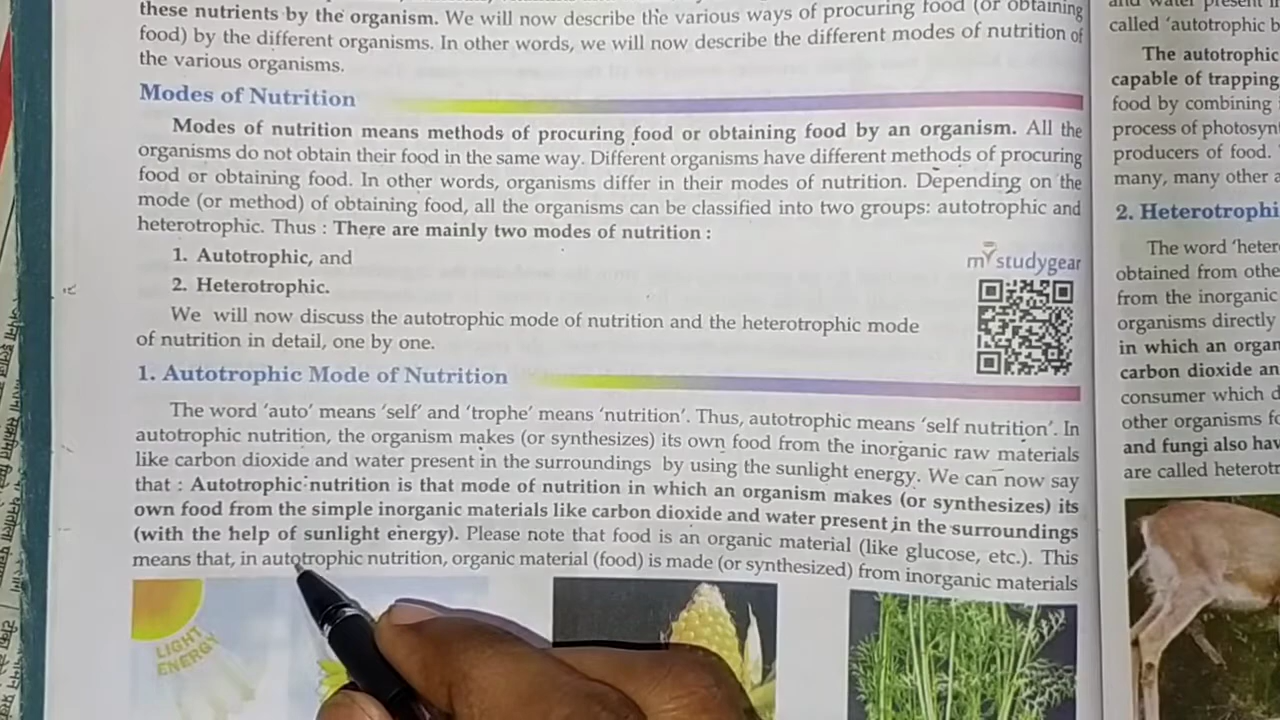 these nutrients by the organism. We will now describe the various ways of procuring food (or obtaining
food) by the different organisms. In other words, we will now describe the different modes of nutrition of
the various organisms.
Modes of Nutrition
Modes of nutrition means methods of procuring food or obtaining food by an organism. All the
organisms do not obtain their food in the same way. Different organisms have different methods of procuring
food or obtaining food. In other words, organisms differ in their modes of nutrition. Depending on the
mode (or method) of obtaining food, all the organisms can be classified into two groups: autotrophic and
heterotrophic. Thus : There are mainly two modes of nutrition :
1. Autotrophic, and
2. Heterotrophic.
mystudygear
We will now discuss the autotrophic mode of nutrition and the heterotrophic mode
of nutrition in detail, one by one.
1. Autotrophic Mode of Nutrition
The word 'auto' means 'self' and 'trophe' means 'nutrition'. Thus, autotrophic means 'self nutrition'. In
autotrophic nutrition, the organism makes (or synthesizes) its own food from the inorganic raw materials
like carbon dioxide and water present in the surroundings by using the sunlight energy. We can now say
that : Autotrophic nutrition is that mode of nutrition in which an organism makes (or synthesizes) its
own food from the simple inorganic materials like carbon dioxide and water present in the surroundings
(with the help of sunlight energy). Please note that food is an organic material (like glucose, etc.). This
means that, in autotrophic nutrition, organic material (food) is made (or synthesized) from inorganic materials
LIGHT
ENERGY
and water present
called 'autotrophic
The autotrophic
capable of trapping
food by combining
process of
producers of food.
many, many other
2. 
The word
obtained from
from the inorganic
organisms directly
in which an
carbon dioxide
consumer which
other organisms
and fungi also
are called